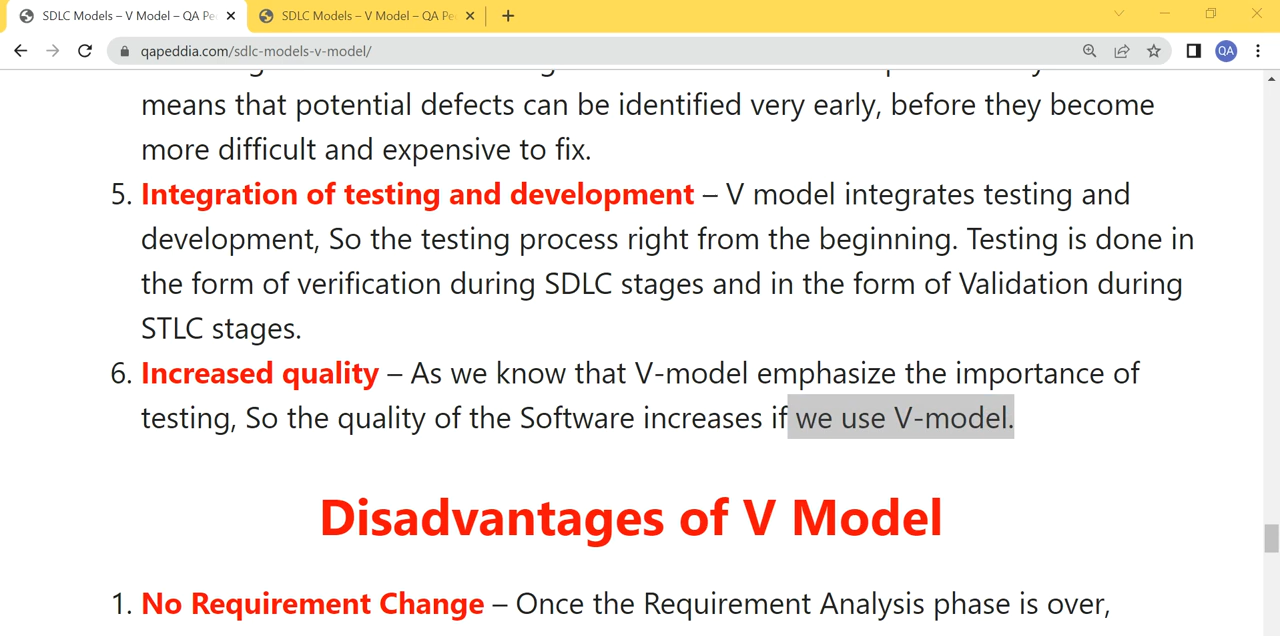 SDLC Models – V Model – QA Pe
SDLC Models – V Model – QA Pe
qapeddia.com/sdlc-models-v-model/
QA
means that potential defects can be identified very early, before they become
more difficult and expensive to fix.
5. Integration of testing and development – V model integrates testing and
development, So the testing process right from the beginning. Testing is done in
the form of verification during SDLC stages and in the form of Validation during
STLC stages.
6. Increased quality – As we know that V-model emphasize the importance of
testing, So the quality of the Software increases if we use V-model.
Disadvantages of V Model
1. No Requirement Change – Once the Requirement Analysis phase is over,